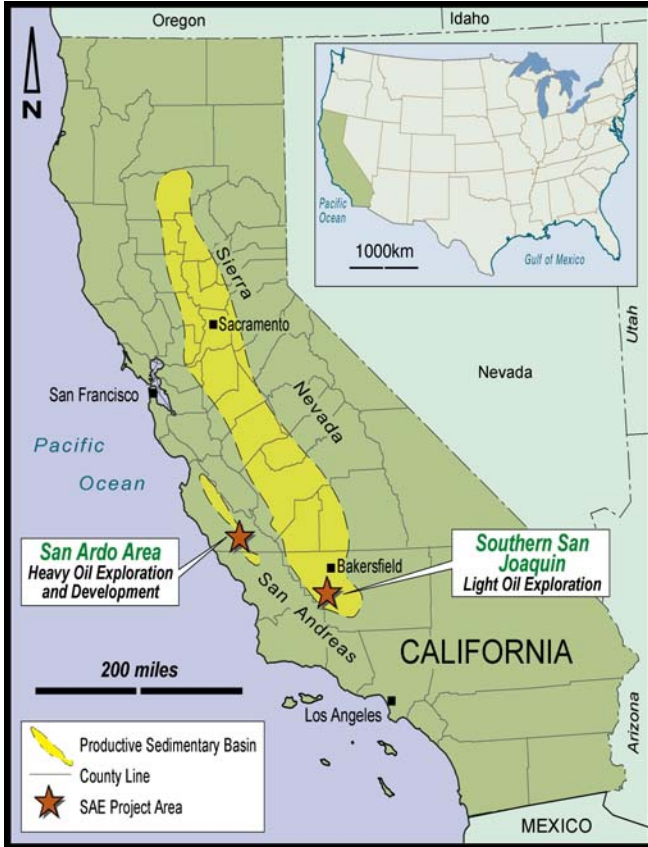 Oregon
Idaho
N
Pacific
Ocean
1000km
Gulf of Mexico
Sierra
Sacramento
Utah
Nevada
San Francisco
Nevada
Pacific
Ocean
San Ardo Area
Heavy Oil Exploration
and Development
Bakersfield
Southern San
Joaquin
Light Oil Exploration
San Andreas
CALIFORNIA
200 miles
Los Angeles
Arizona
Productive Sedimentary Basin
County Line
SAE Project Area
MEXICO